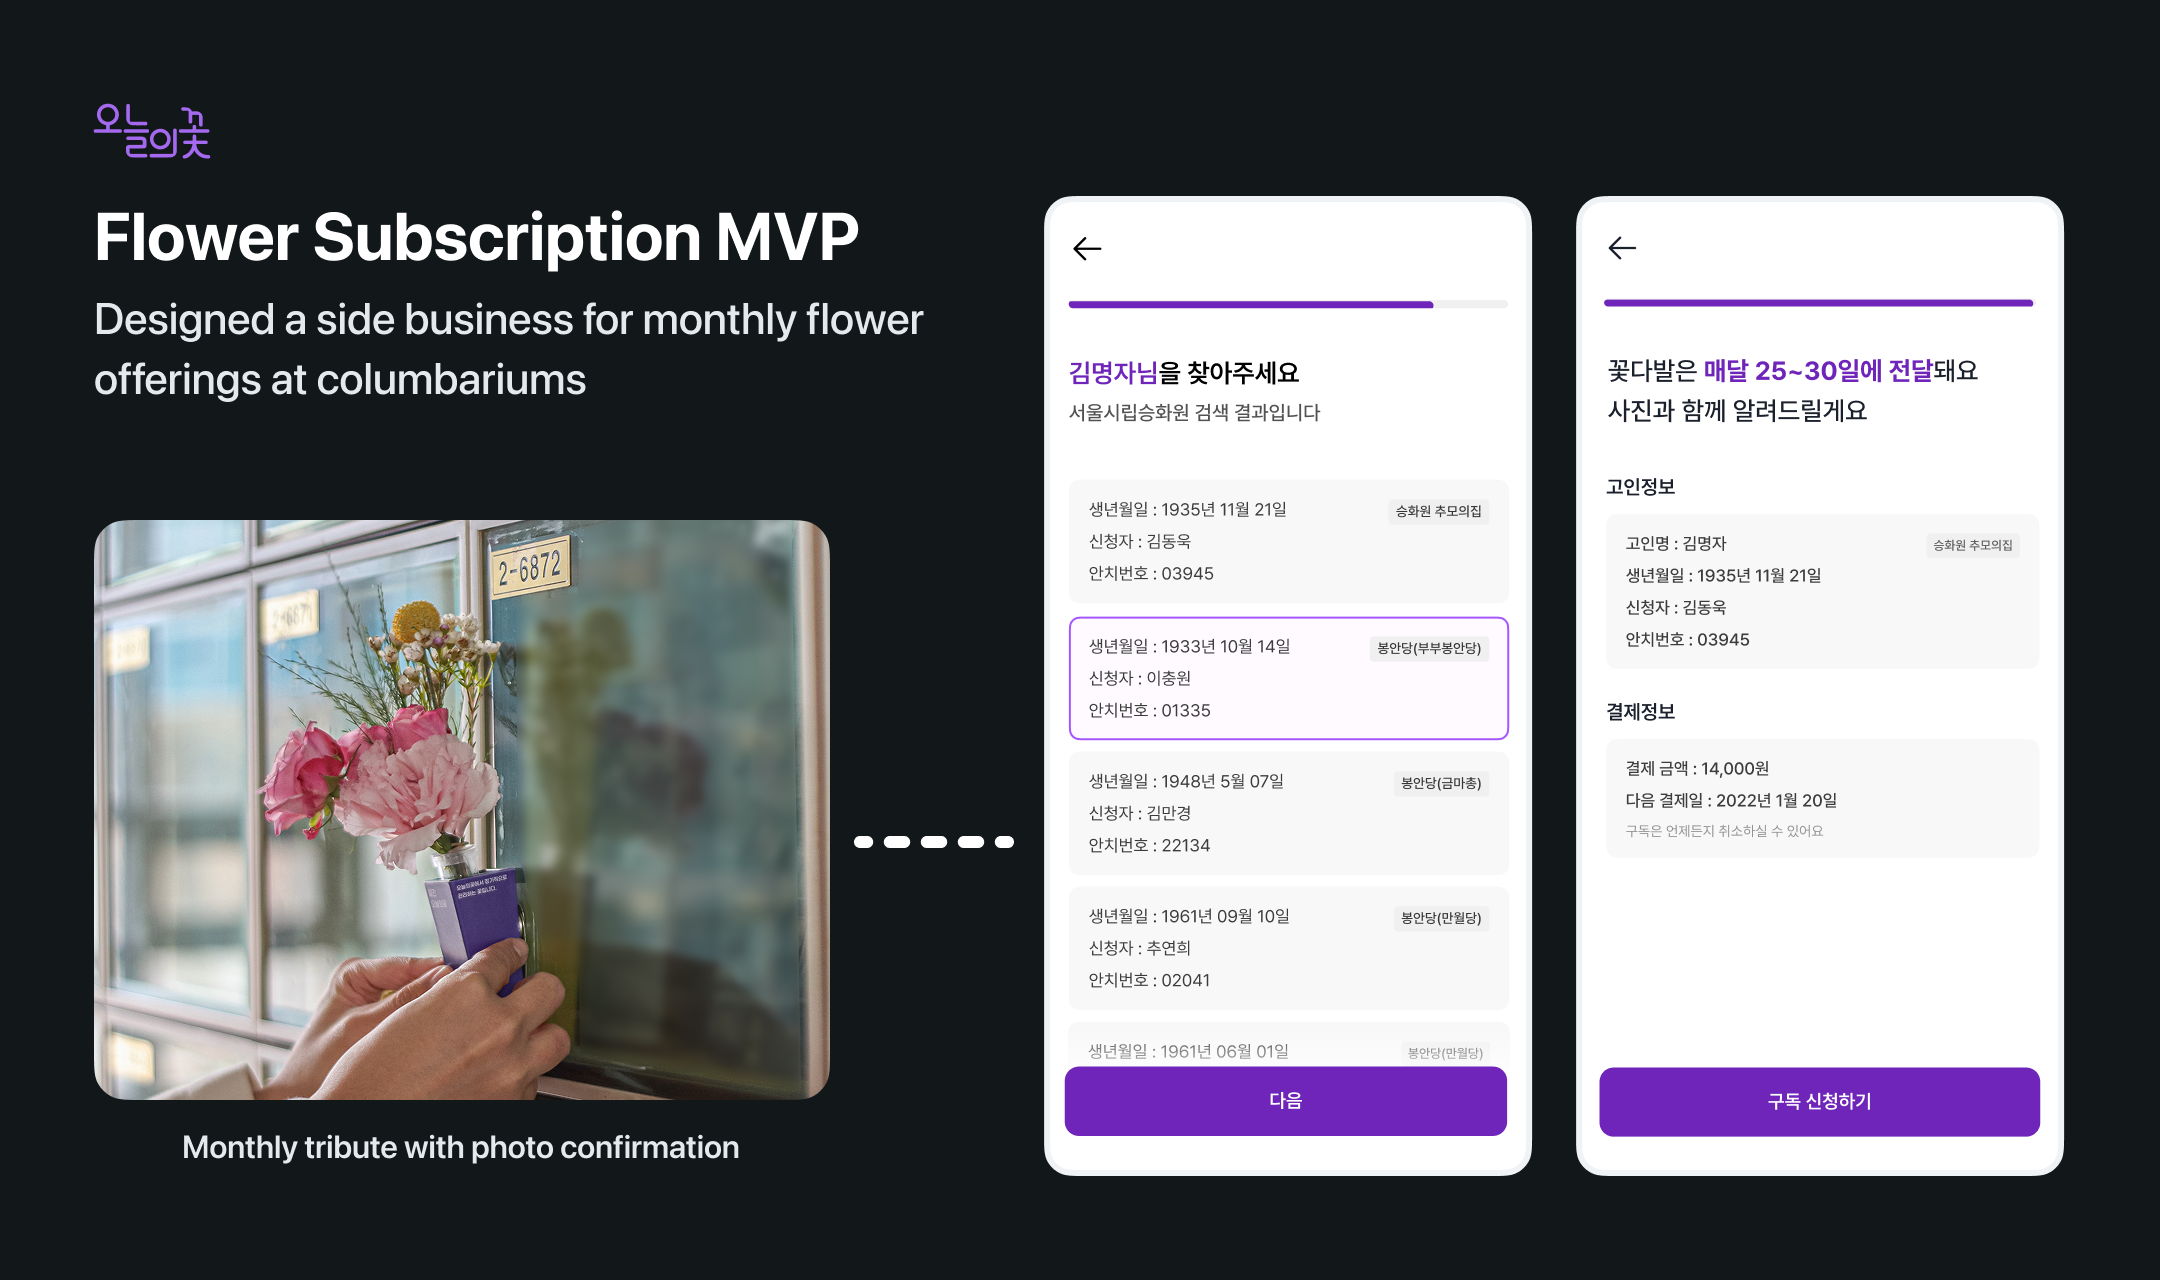 오늘의꽃
Flower Subscription MVP
Designed a side business for monthly flower
offerings at columbariums
2-6872
2-6871
Monthly tribute with photo confirmation
김명자님을 찾아주세요
서울시립승화원 검색 결과입니다
생년월일 : 1935년 11월 21일
승화원 추모의집
신청자 : 김동욱
안치번호 : 03945
생년월일 : 1933년 10월 14일
봉안당(부부봉안당)
신청자 : 이충원
안치번호 : 01335
생년월일 : 1948년 5월 07일
봉안당(금마총)
신청자 : 김만경
안치번호 : 22134
생년월일 : 1961년 09월 10일
봉안당(만월당)
신청자 : 추연희
안치번호 : 02041
생년월일 : 1961년 06월 01일
봉안당(만월당)
다음
꽃다발은 매달 25~30일에 전달돼요
사진과 함께 알려드릴게요
고인정보
고인명 : 김명자
승화원 추모의집
생년월일 : 1935년 11월 21일
신청자 : 김동욱
안치번호 : 03945
결제정보
결제 금액 : 14,000원
다음 결제일 : 2022년 1월 20일
구독은 언제든지 취소하실 수 있어요
구독 신청하기